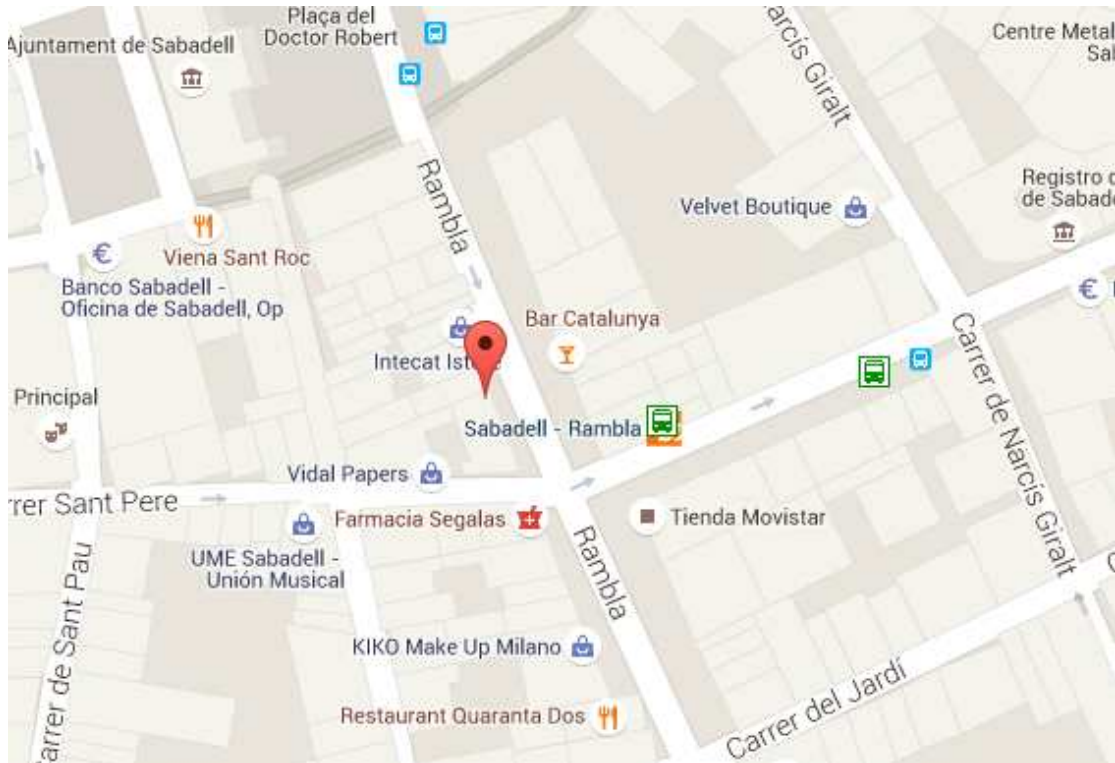 Plaça del
Doctor Robert
Ajuntament de Sabadell
arcís Giralt
Centre Metal
Sa
Rambla
Registro
de Sabad
Velvet Boutique
Viena Sant Roc
€
Banco Sabadell -
Oficina de Sabadell, Op
€
Bar Catalunya
Intecat Ist
Carrer de Narcís Giralt
Principal
Sabadell - Rambla
Vidal Papers
rrer Sant Pere
Farmacia Segalas
Tienda Movistar
UME Sabadell -
Unión Musical
Rambla
arrer de Sant Pau
KIKO Make Up Milano
Restaurant Quaranta Dos
Carrer del Jardí